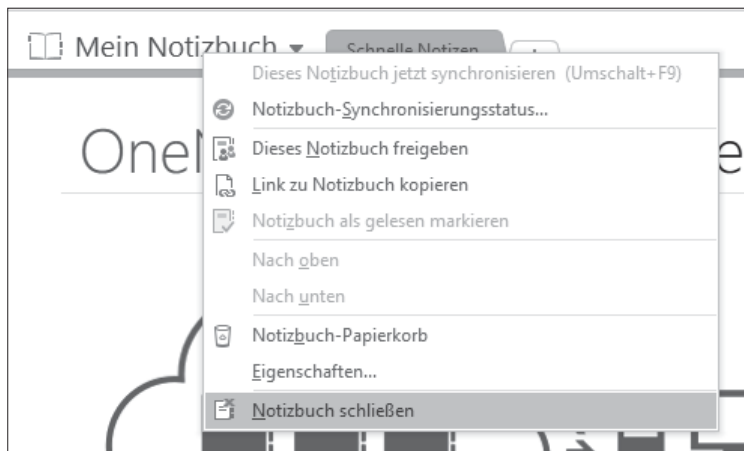 Mein Notizbuch
Schnelle Notizen
Dieses Notizbuch jetzt synchronisieren (Umschalt+F9)
Notizbuch-Synchronisierungsstatus...
Dieses Notizbuch freigeben
Link zu Notizbuch kopieren
Notizbuch als gelesen markieren
Nach oben
Nach unten
Notizbuch-Papierkorb
Eigenschaften...
Notizbuch schließen